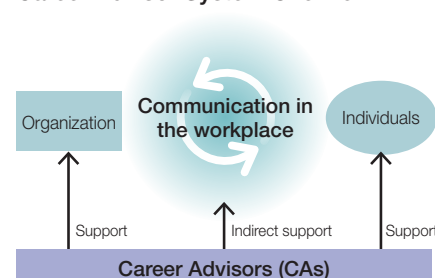 Organization
Communication in
the workplace
Individuals
Support
Indirect support
Support
Career Advisors (CAs)